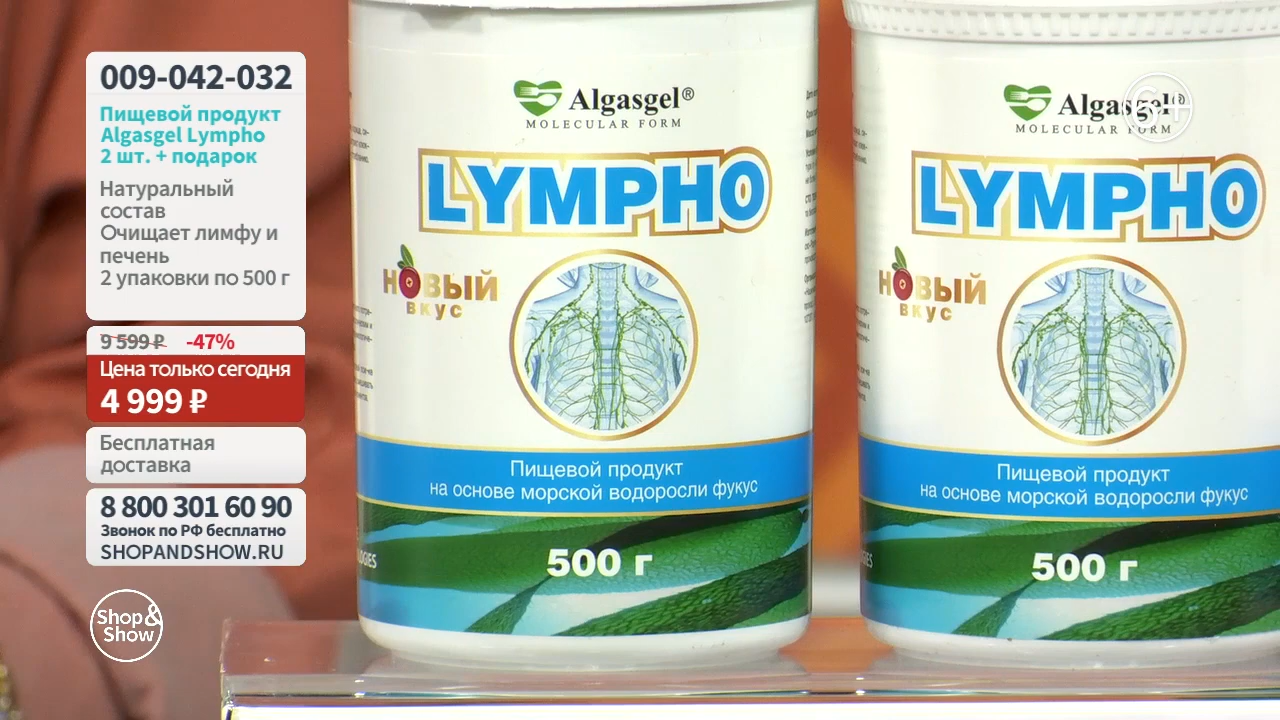 009-042-032
Пищевой продукт
Algasgel Lympho
2 шт. + подарок
Натуральный
состав
Очищает лимфу и
печень
2 упаковки по 500 г
9 599 ₽ -47%
Цена только сегодня
4 999 ₽
Бесплатная
доставка
8 800 301 60 90
Звонок по РФ бесплатно
SHOPANDSHOW.RU
Shop&
Show
Algasgel®
MOLECULAR FORM
LYMPHO
НОВЫЙ
вкус
Пищевой продукт
на основе морской водоросли фукус
500 г
6+
Algasgel®
MOLECULAR FORM
LYMPHO
НОВЫЙ
вкус
Пищевой продукт
на основе морской водоросли фукус
500 г